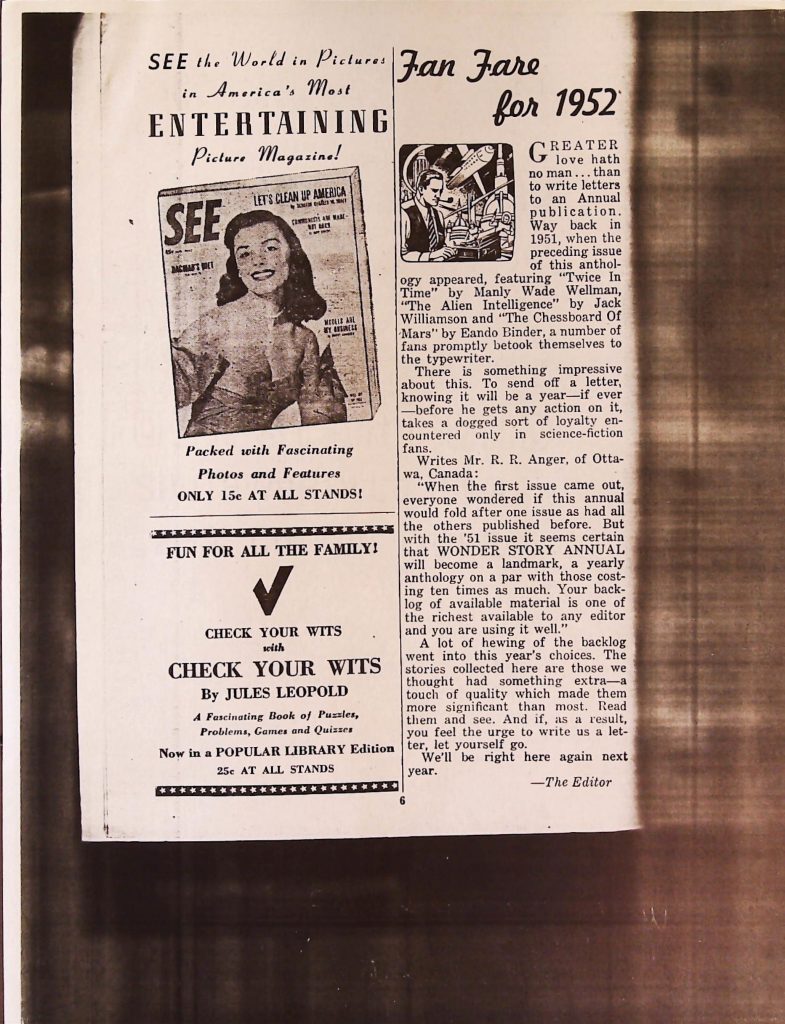 SEE the World in Pictures
in America's Most
ENTERTAINING
Picture Magazine!
SEE
LET'S CLEAN UP AMERICA
DAGMAR'S DIET
MODELS ARE
MY BUSINESS
Packed with Fascinating
Photos and Features
ONLY 15c AT ALL STANDS!
FUN FOR ALL THE FAMILY!
CHECK YOUR WITS
with
CHECK YOUR WITS
By JULES LEOPOLD
A Fascinating Book of Puzzles,
Problems, Games and Quizzes
Now in a POPULAR LIBRARY Edition
25c AT ALL STANDS
Fan Fare
for 1952
GREATER
love hath
no man . . . than
to write letters
to an Annual
publication.
Way back in
1951, when the
preceding issue
of this anthol-
ogy appeared, featuring "Twice In
Time" by Manly Wade Wellman,
"The Alien Intelligence" by Jack
Williamson and "The Chessboard Of
Mars" by Eando Binder, a number of
fans promptly betook themselves to
the typewriter.
There is something impressive
about this. To send off a letter,
knowing it will be a year—if ever
—before he gets any action on it,
takes a dogged sort of loyalty en-
countered only in science-fiction
fans.
Writes Mr. R. R. Anger, of Otta-
wa, Canada:
"When the first issue came out,
everyone wondered if this annual
would fold after one issue as had all
the others published before. But
with the '51 issue it seems certain
that WONDER STORY ANNUAL
will become a landmark, a yearly
anthology on a par with those cost-
ing ten times as much. Your back-
log of available material is one of
the richest available to any editor
and you are using it well."
A lot of hewing of the backlog
went into this year's choices. The
stories collected here are those we
thought had something extra—a
touch of quality which made them
more significant than most. Read
them and see. And if, as a result,
you feel the urge to write us a let-
ter, let yourself go.
We'll be right here again next
year.
—The Editor
6